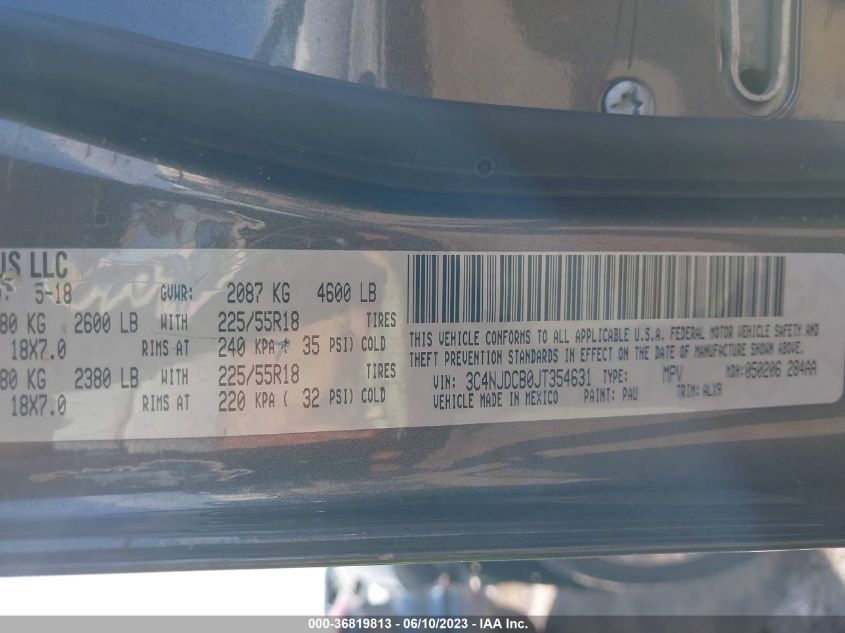 US LLC
5-18 GVWR: 2087 KG 4600 LB
80 KG 2600 LB WITH 225/55R18 TIRES
18X7.0 RIMS AT 240 KPA 35 PSI) COLD
80 KG 2380 LB WITH 225/55R18 TIRES
18X7.0 RIMS AT 220 KPA ( 32 PSI) COLD
THIS VEHICLE CONFORMS TO ALL APPLICABLE U.S.A. FEDERAL MOTOR VEHICLE SAFETY AND
THEFT PREVENTION STANDARDS IN EFFECT ON THE DATE OF MANUFACTURE SHOWN ABOVE.
VIN: 3C4NJDCB0JT354631 TYPE: MPV MDH:050206 284AA
VEHICLE MADE IN MEXICO PAINT: PAU TRIM: ALX9
000-36819813 - 06/10/2023 - IAA Inc.